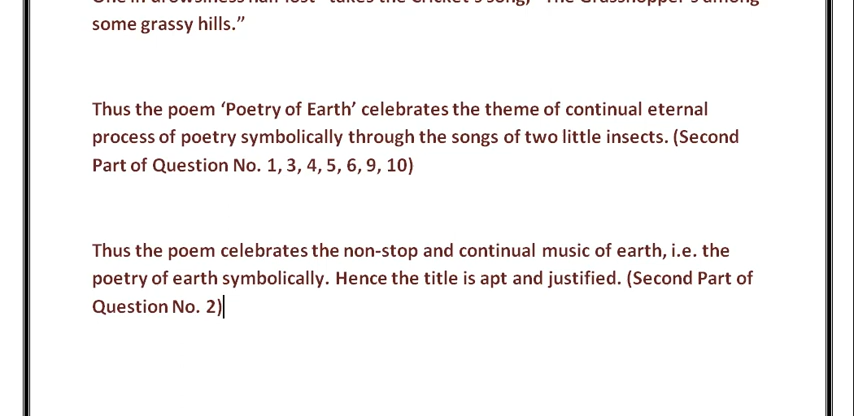 some grassy hills.”
Thus the poem ‘Poetry of Earth’ celebrates the theme of continual eternal
process of poetry symbolically through the songs of two little insects. (Second
Part of Question No. 1, 3, 4, 5, 6, 9, 10)
Thus the poem celebrates the non-stop and continual music of earth, i.e. the
poetry of earth symbolically. Hence the title is apt and justified. (Second Part of
Question No. 2)